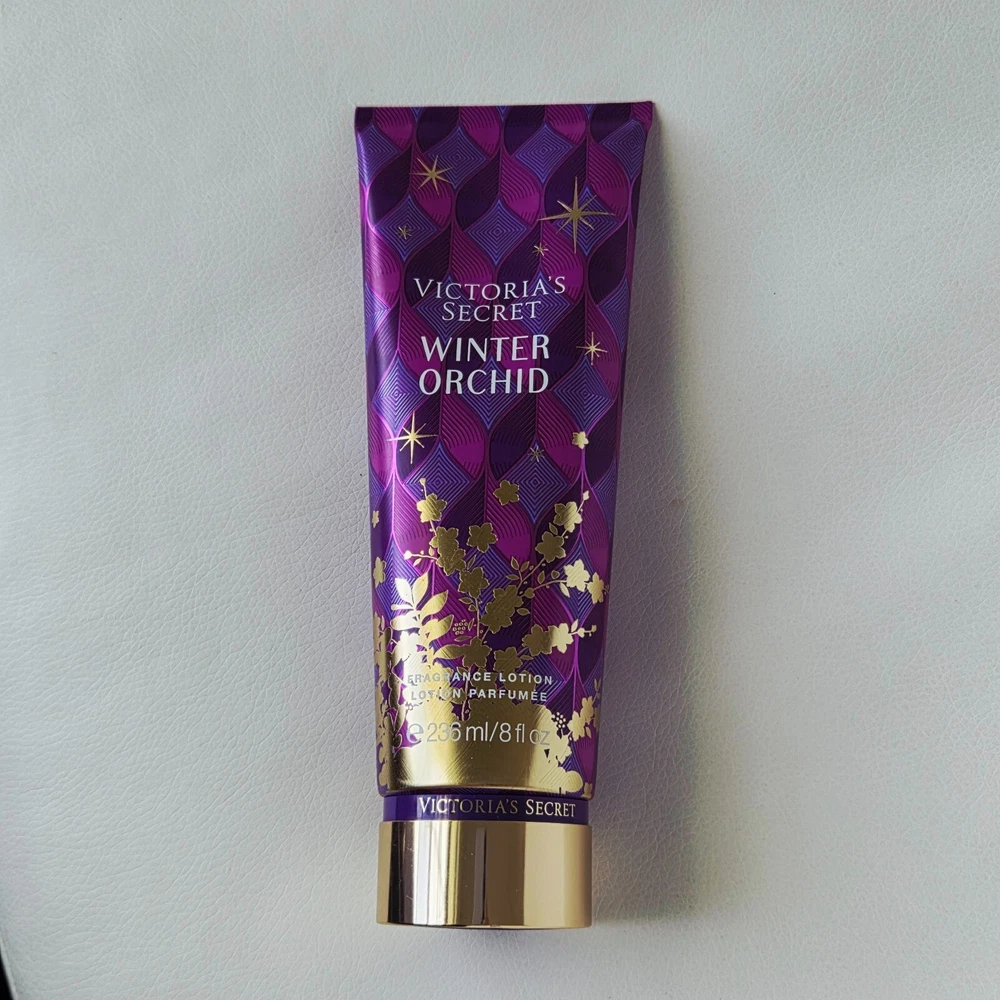 VICTORIA'S
SECRET
WINTER
ORCHID
FRAGRANCE LOTION
LOTION PARFUMÉE
℮ 236 ml/8 fl oz
VICTORIA'S SECRET